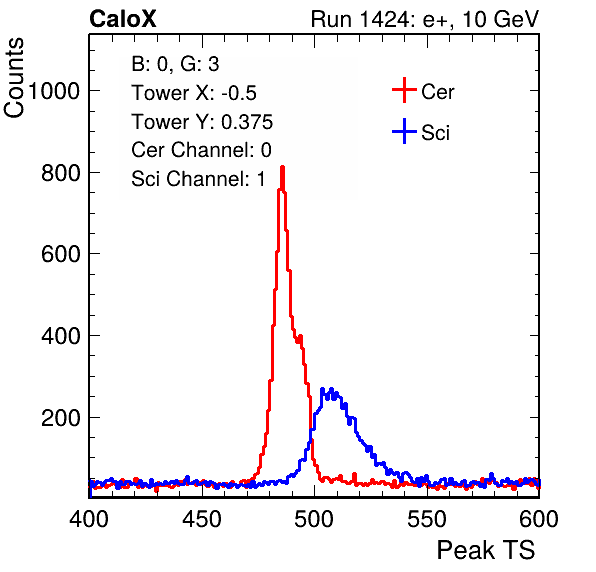 CaloX Run 1424: e+, 10 GeV
B: 0, G: 3
Tower X: -0.5
Tower Y: 0.375
Cer Channel: 0
Sci Channel: 1
Cer
Sci
Counts
1000
800
600
400
200
400 450 500 550 600
Peak TS